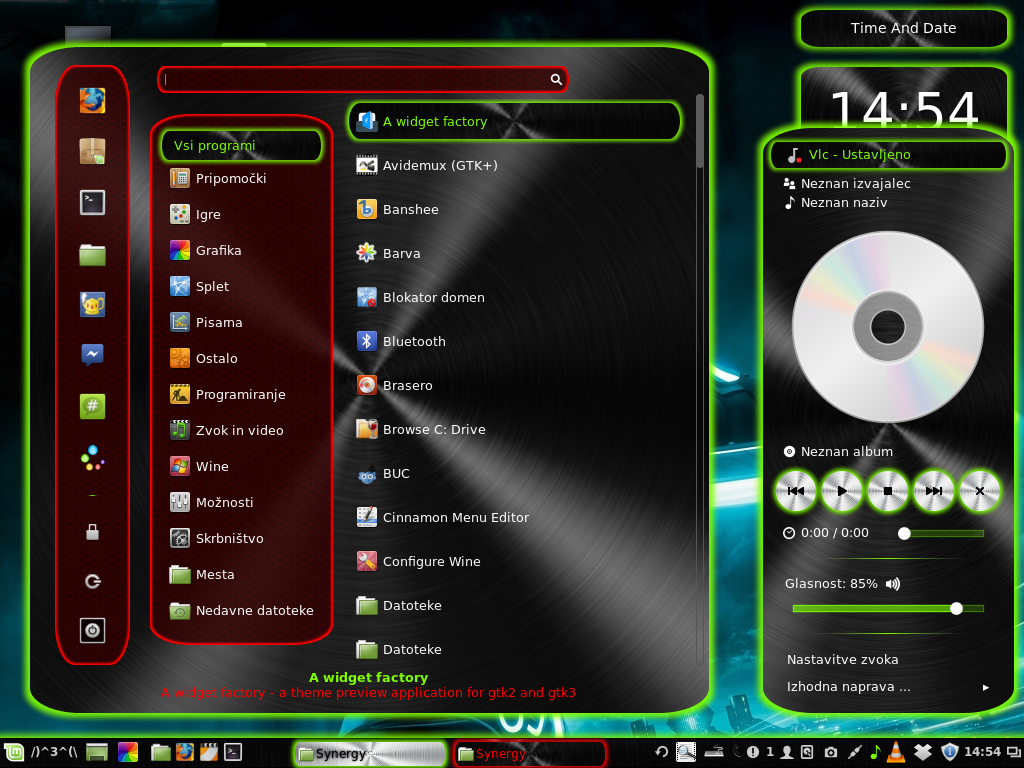 Time And Date
14:54
Vsi programi
Pripomočki
Igre
Grafika
Splet
Pisarna
Ostalo
Programiranje
Zvok in video
Wine
Možnosti
Skrbništvo
Mesta
Nedavne datoteke
A widget factory
Avidemux (GTK+)
Banshee
Barva
Blokator domen
Bluetooth
Brasero
Browse C: Drive
BUC
Cinnamon Menu Editor
Configure Wine
Datoteke
Datoteke
A widget factory
A widget factory - a theme preview application for gtk2 and gtk3
Vlc - Ustavljeno
Neznan izvajalec
Neznan naziv
Neznan album
0:00 / 0:00
Glasnost: 85%
Nastavitve zvoka
Izhodna naprava ...
/)^3^(\
Synergy
Synergy
1
14:54